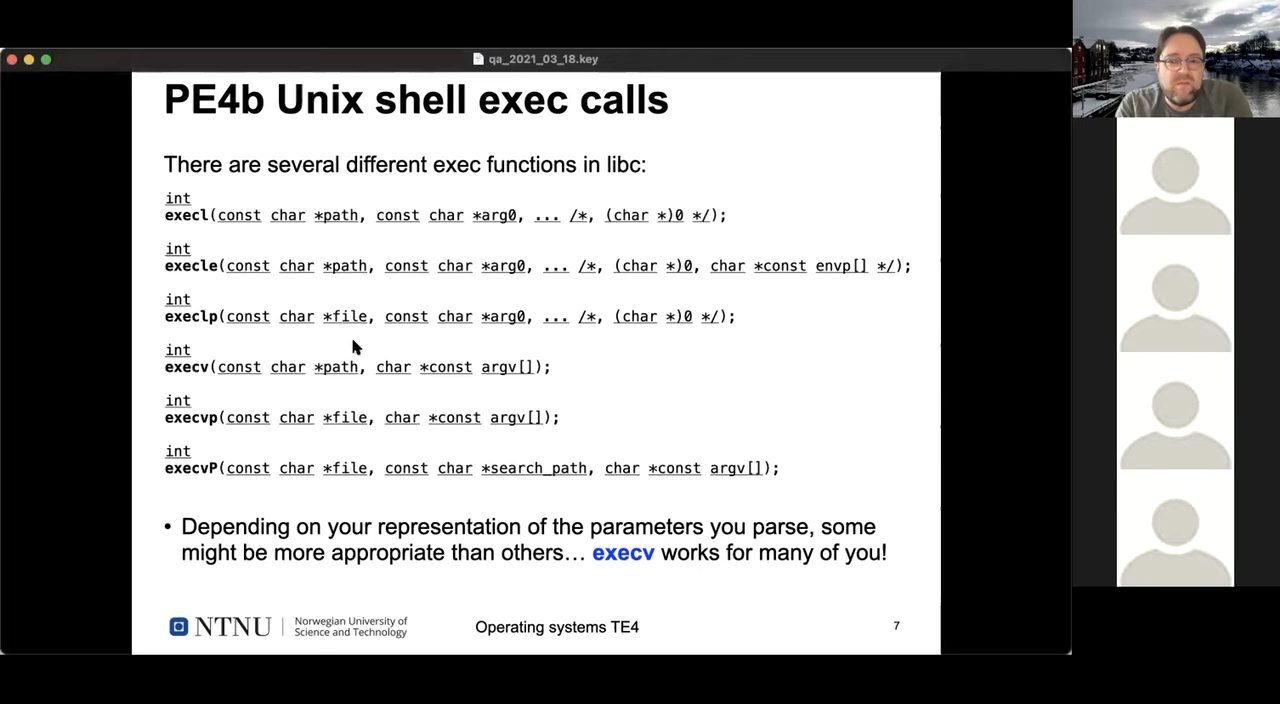 qa_2021_03_18.key
PE4b Unix shell exec calls
There are several different exec functions in libc:
int
execl(const char *path, const char *arg0, ... /*, (char *)0 */);
int
execle(const char *path, const char *arg0, ... /*, (char *)0, char *const envp[] */);
int
execlp(const char *file, const char *arg0, ... /*, (char *)0 */);
int
execv(const char *path, char *const argv[]);
int
execvp(const char *file, char *const argv[]);
int
execvP(const char *file, const char *search_path, char *const argv[]);
• Depending on your representation of the parameters you parse, some
might be more appropriate than others… execv works for many of you!
NTNU
Norwegian University of
Science and Technology
Operating systems TE4
7